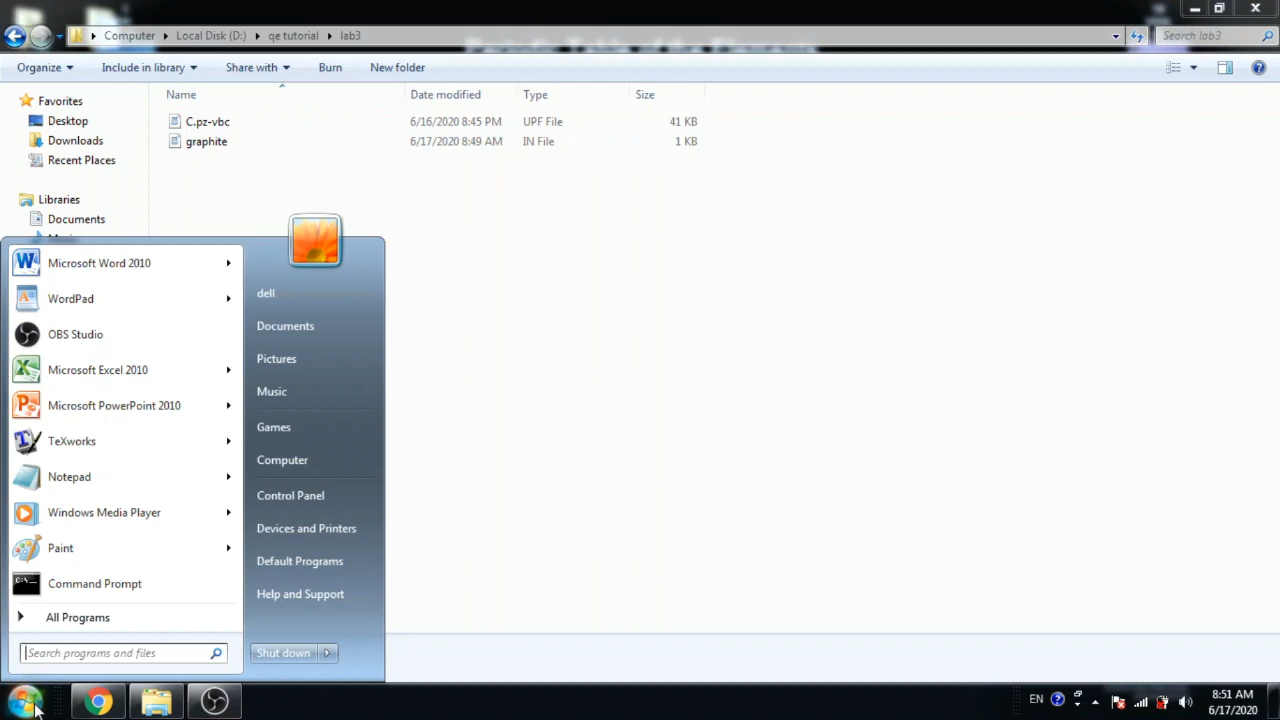 Computer Local Disk (D:) qe tutorial lab3 Search lab3
Organize Include in library Share with Burn New folder
Name Date modified Type Size
C.pz-vbc 6/16/2020 8:45 PM UPF File 41 KB
graphite 6/17/2020 8:49 AM IN File 1 KB
Favorites
Desktop
Downloads
Recent Places
Libraries
Documents
Microsoft Word 2010
WordPad
OBS Studio
Microsoft Excel 2010
Microsoft PowerPoint 2010
TeXworks
Notepad
Windows Media Player
Paint
Command Prompt
All Programs
Search programs and files
dell
Documents
Pictures
Music
Games
Computer
Control Panel
Devices and Printers
Default Programs
Help and Support
Shut down
EN
8:51 AM
6/17/2020